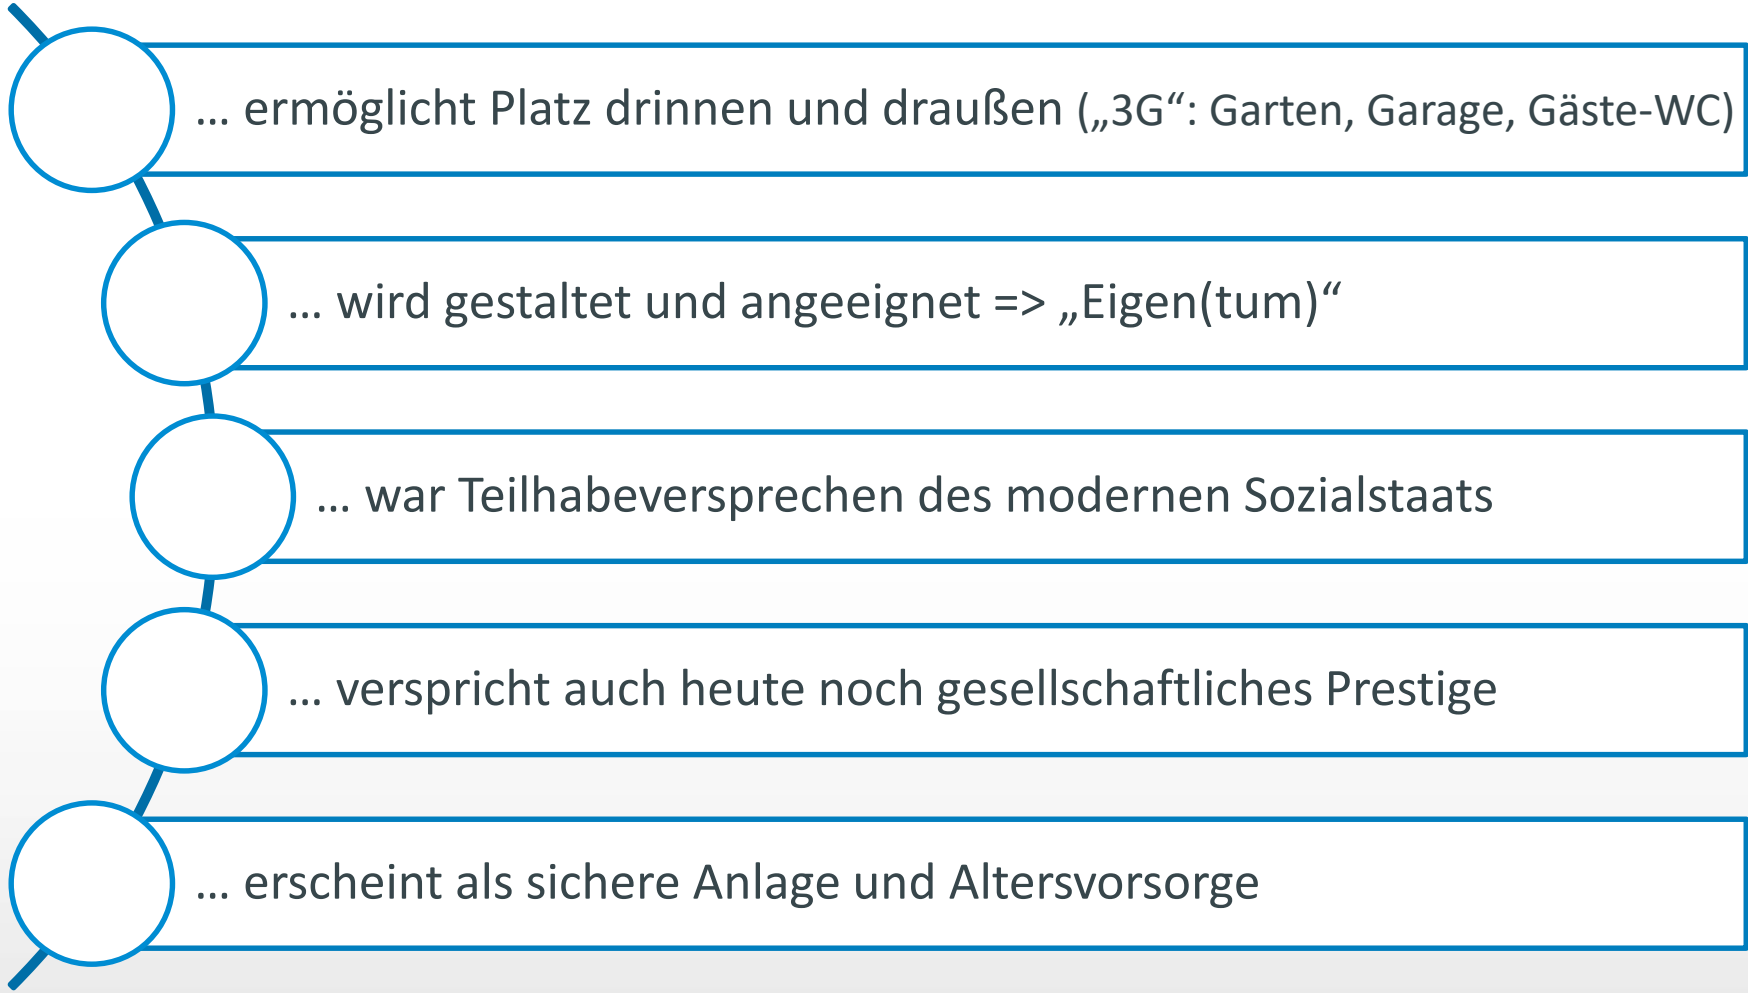 … ermöglicht Platz drinnen und draußen („3G“: Garten, Garage, Gäste-WC)
… wird gestaltet und angeeignet => „Eigen(tum)“
… war Teilhabeversprechen des modernen Sozialstaats
… verspricht auch heute noch gesellschaftliches Prestige
… erscheint als sichere Anlage und Altersvorsorge